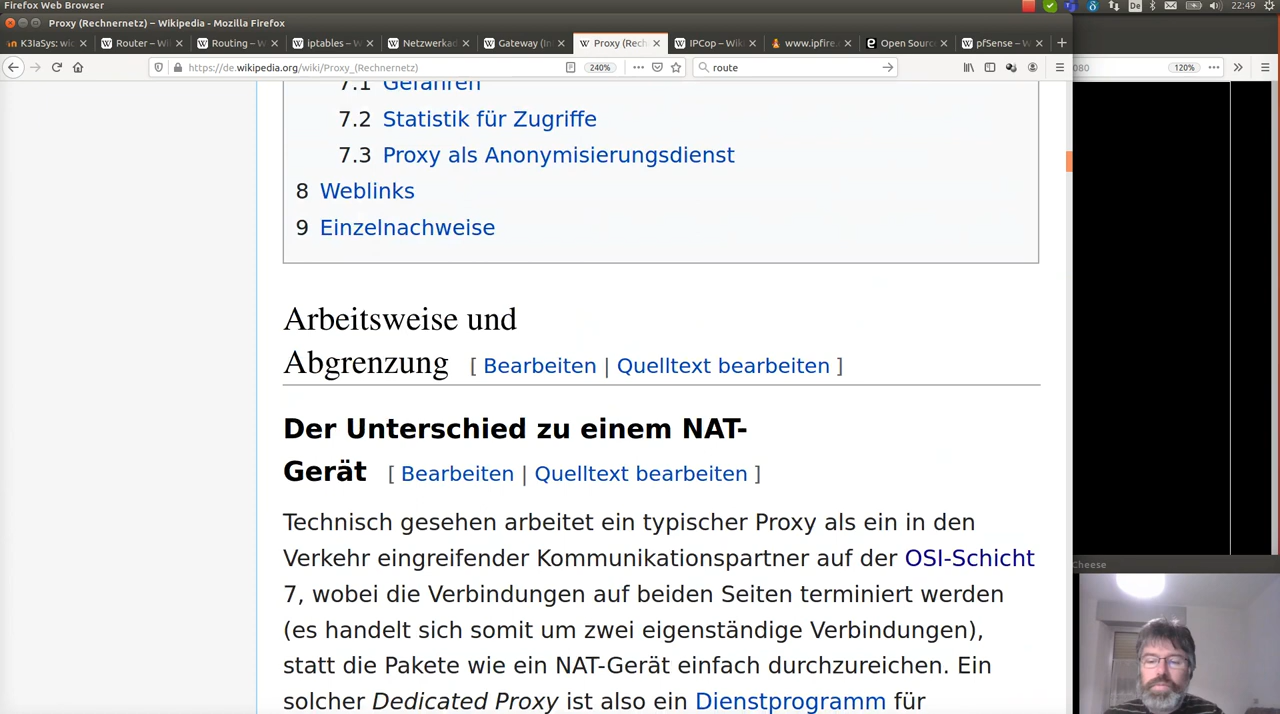 Firefox Web Browser
De
22:49
Proxy (Rechnernetz) – Wikipedia - Mozilla Firefox
K3IaSys: wi
Router – Wi
Routing – W
iptables – W
Netzwerkad
Gateway (In
Proxy (Rech
IPCop – Wiki
www.ipfire.
Open Sourc
pfSense – W
https://de.wikipedia.org/wiki/Proxy_(Rechnernetz)
240%
route
080
120%
7.1 Gefahren
7.2 Statistik für Zugriffe
7.3 Proxy als Anonymisierungsdienst
8 Weblinks
9 Einzelnachweise
Arbeitsweise und
Abgrenzung [ Bearbeiten | Quelltext bearbeiten ]
Der Unterschied zu einem NAT-
Gerät [ Bearbeiten | Quelltext bearbeiten ]
Technisch gesehen arbeitet ein typischer Proxy als ein in den
Verkehr eingreifender Kommunikationspartner auf der OSI-Schicht
7, wobei die Verbindungen auf beiden Seiten terminiert werden
(es handelt sich somit um zwei eigenständige Verbindungen),
statt die Pakete wie ein NAT-Gerät einfach durchzureichen. Ein
solcher Dedicated Proxy ist also ein Dienstprogramm für
Cheese